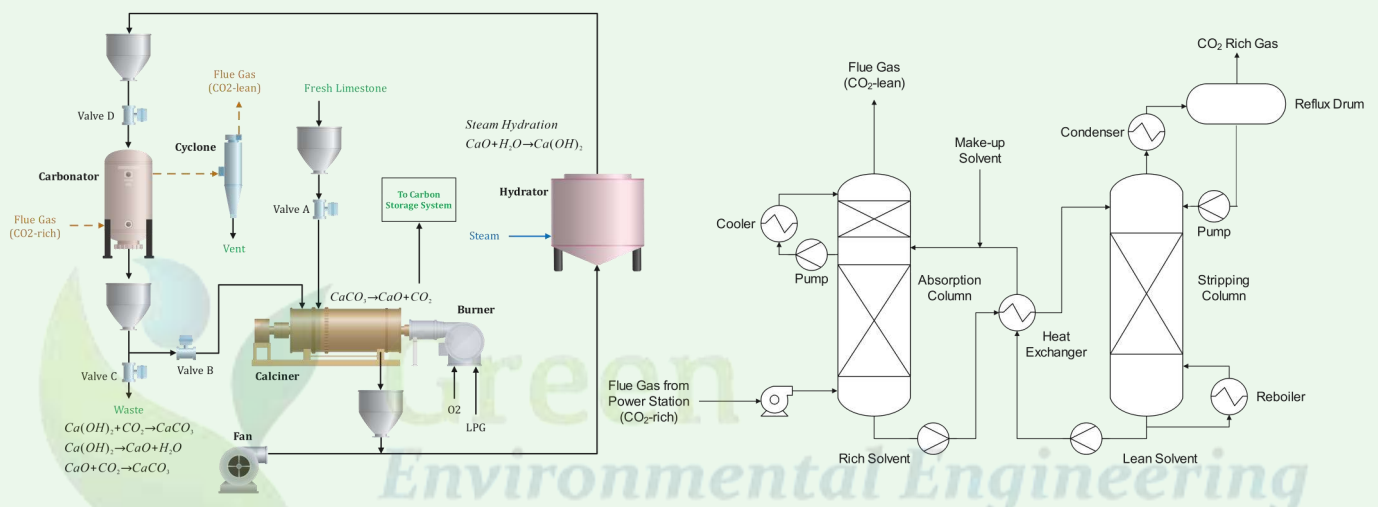 Valve D
Carbonator
Flue Gas
(CO2-rich)
Flue Gas
(CO2-lean)
Cyclone
Vent
Fresh Limestone
Valve A
Steam Hydration
CaO+H₂O→Ca(OH)₂
Hydrator
Steam
To Carbon
Storage System
CaCO₃→CaO+CO₂
Burner
Calciner
O2
LPG
Valve B
Valve C
Waste
Ca(OH)₂+CO₂→CaCO₃
Ca(OH)₂→CaO+H₂O
CaO+CO₂→CaCO₃
Fan
Flue Gas
(CO₂-lean)
Cooler
Pump
Absorption
Column
Make-up
Solvent
Flue Gas from
Power Station
(CO₂-rich)
Rich Solvent
Heat
Exchanger
Condenser
CO₂ Rich Gas
Reflux Drum
Pump
Stripping
Column
Reboiler
Lean Solvent
Green
Environmental Engineering